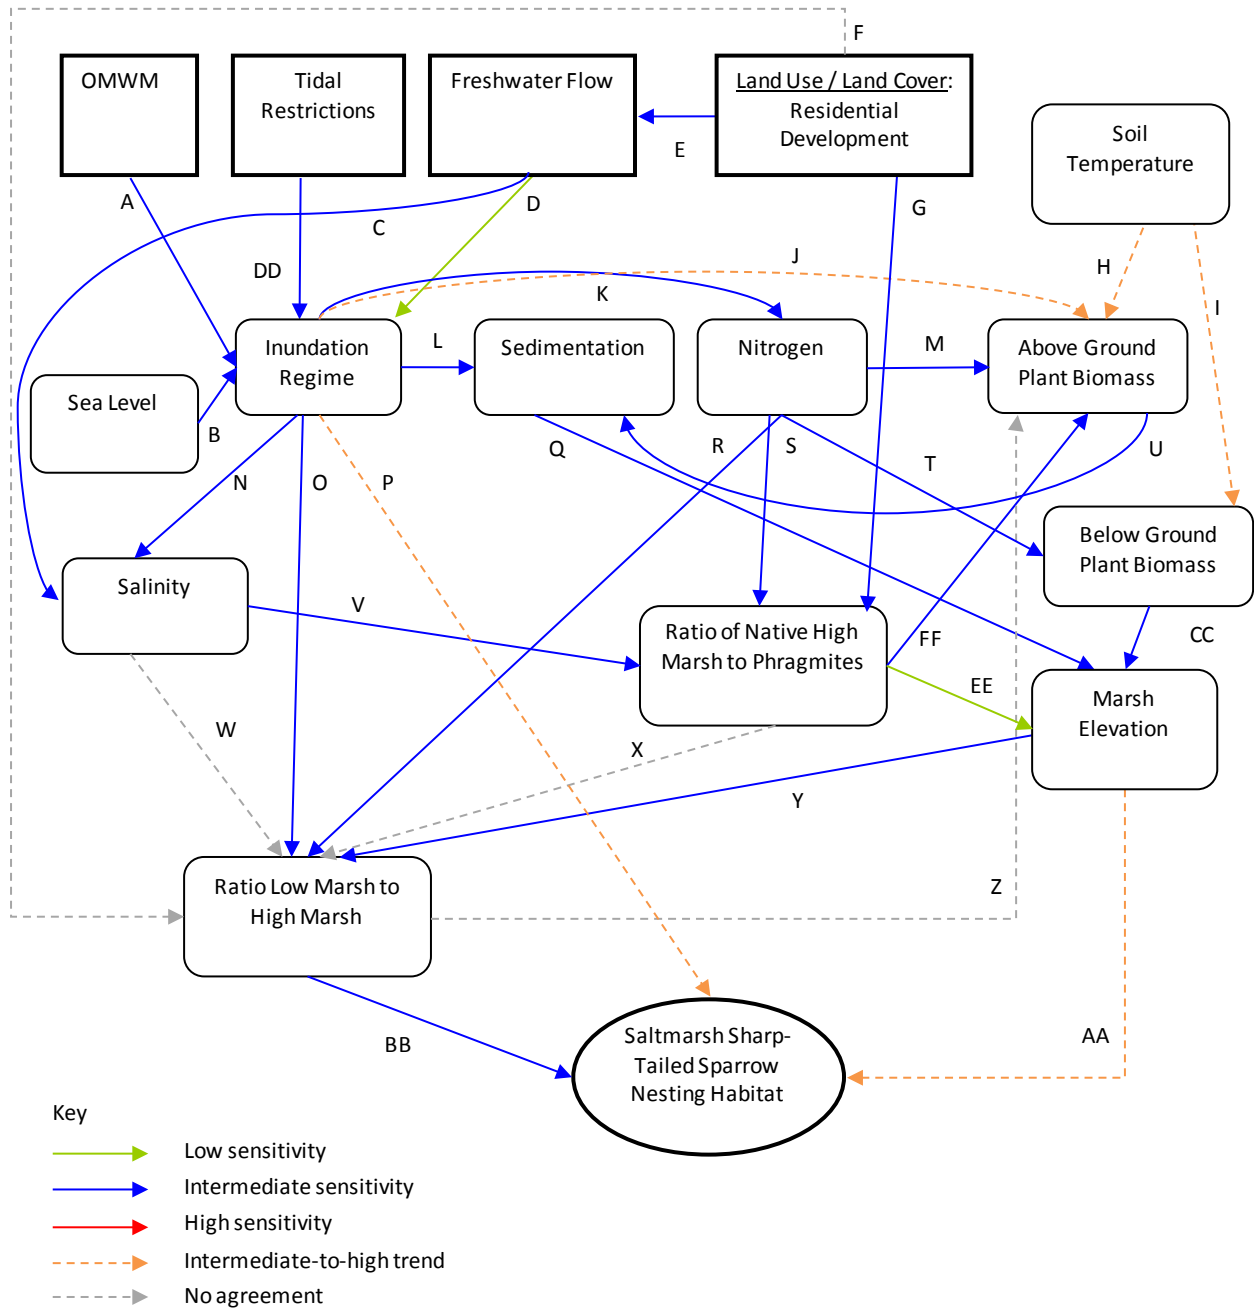 F
OMWM
Tidal
Restrictions
Freshwater Flow
Land Use / Land Cover:
Residential
Development
Soil
Temperature
E
A
C
D
G
DD
J
H
K
I
Inundation
Regime
L
Sedimentation
Nitrogen
M
Above Ground
Plant Biomass
Sea Level
B
N
O
P
Q
R
S
T
U
Below Ground
Plant Biomass
Salinity
V
Ratio of Native High
Marsh to Phragmites
FF
CC
EE
Marsh
Elevation
W
X
Y
Ratio Low Marsh to
High Marsh
Z
BB
Saltmarsh Sharp-
Tailed Sparrow
Nesting Habitat
AA
Key
Low sensitivity
Intermediate sensitivity
High sensitivity
Intermediate-to-high trend
No agreement